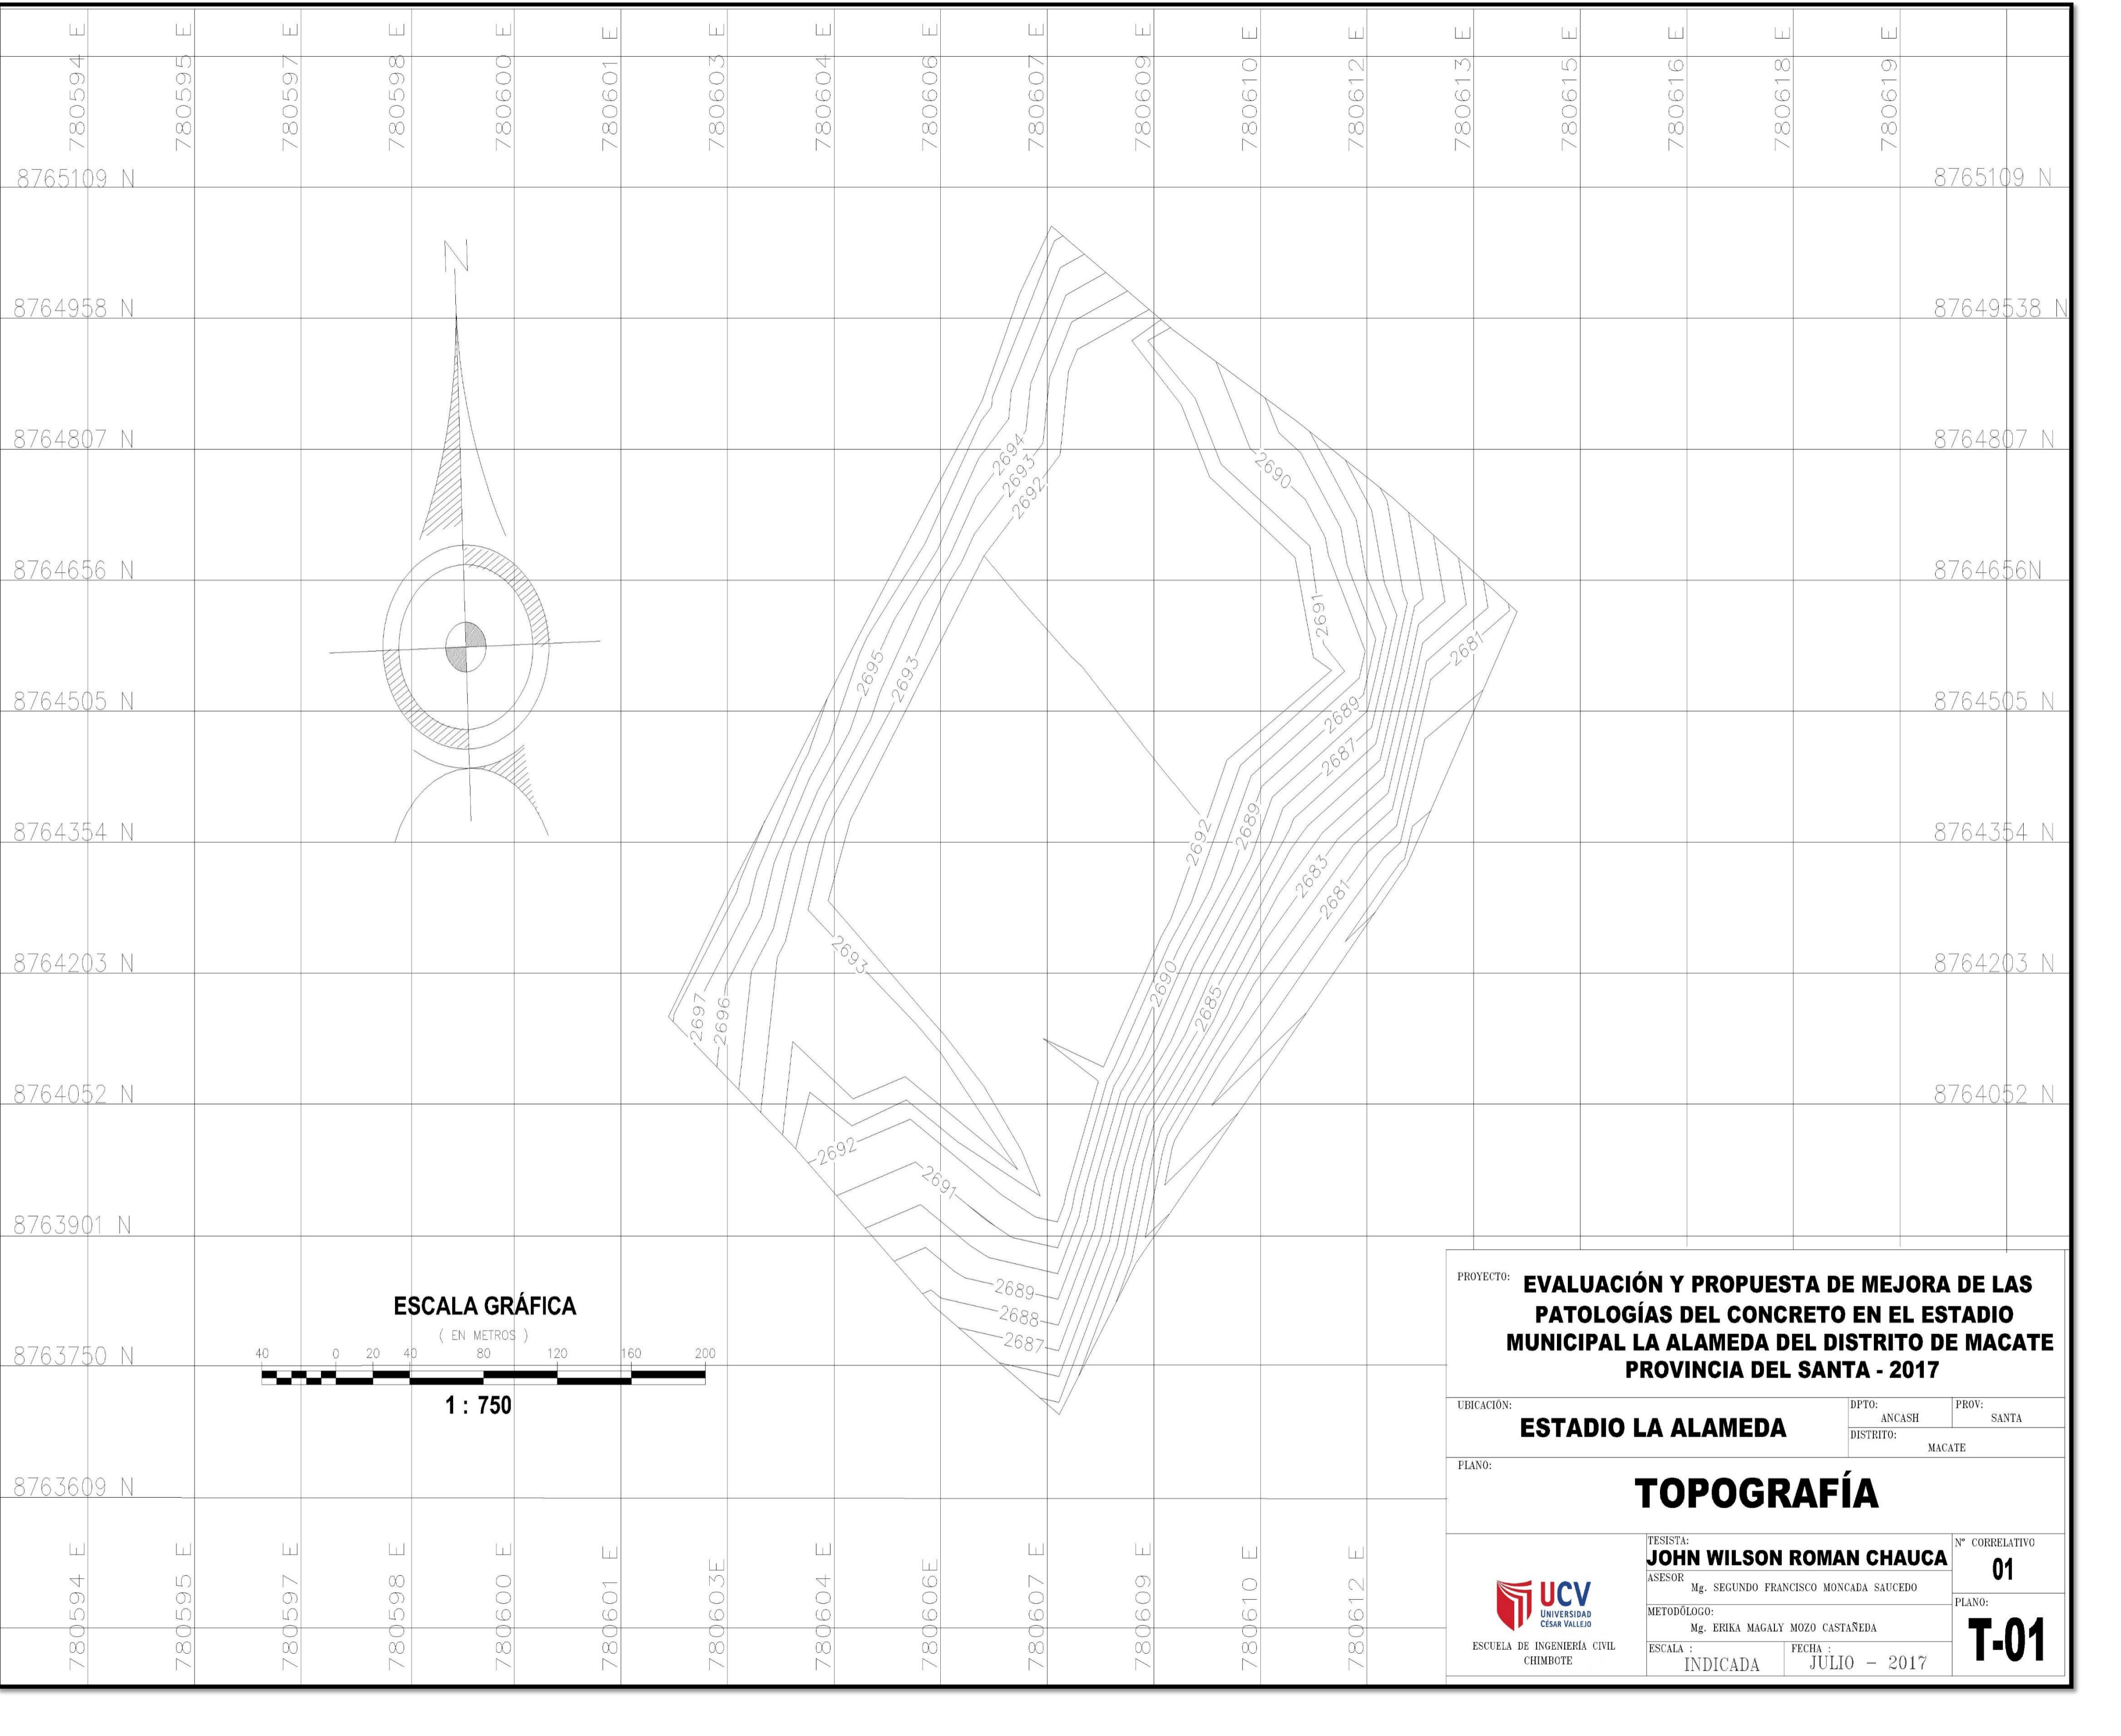 780594 E
780595 E
780597 E
780598 E
780600 E
780601 E
780603 E
780604 E
780606 E
780607 E
780609 E
780610 E
780612 E
780613 E
780615 E
780616 E
780618 E
780619 E
8765109 N
8765109 N
N
8764958 N
87649538 N
8764807 N
8764807 N
2694
2693
2692
2690
8764656 N
8764656N
2691
2681
2695
2693
8764505 N
8764505 N
2689
2687
2692
2689
8764354 N
8764354 N
2683
2681
2693
8764203 N
8764203 N
2690
2685
2697
2696
8764052 N
8764052 N
2692
2691
8763901 N
2689
2688
2687
ESCALA GRÁFICA
( EN METROS )
8763750 N
40 0 20 40 80 120 160 200
1 : 750
8763609 N
780594 E
780595 E
780597 E
780598 E
780600 E
780601 E
780603E
780604 E
780606E
780607 E
780609 E
780610 E
780612 E
PROYECTO: EVALUACIÓN Y PROPUESTA DE MEJORA DE LAS
PATOLOGÍAS DEL CONCRETO EN EL ESTADIO
MUNICIPAL LA ALAMEDA DEL DISTRITO DE MACATE
PROVINCIA DEL SANTA - 2017
UBICACIÓN:
ESTADIO LA ALAMEDA
DPTO:
ANCASH
PROV:
SANTA
DISTRITO:
MACATE
PLANO:
TOPOGRAFÍA
UCV
UNIVERSIDAD
CÉSAR VALLEJO
ESCUELA DE INGENIERÍA CIVIL
CHIMBOTE
TESISTA:
JOHN WILSON ROMAN CHAUCA
ASESOR
Mg. SEGUNDO FRANCISCO MONCADA SAUCEDO
METODÓLOGO:
Mg. ERIKA MAGALY MOZO CASTAÑEDA
ESCALA :
INDICADA
FECHA :
JULIO - 2017
N° CORRELATIVO
01
PLANO:
T-01